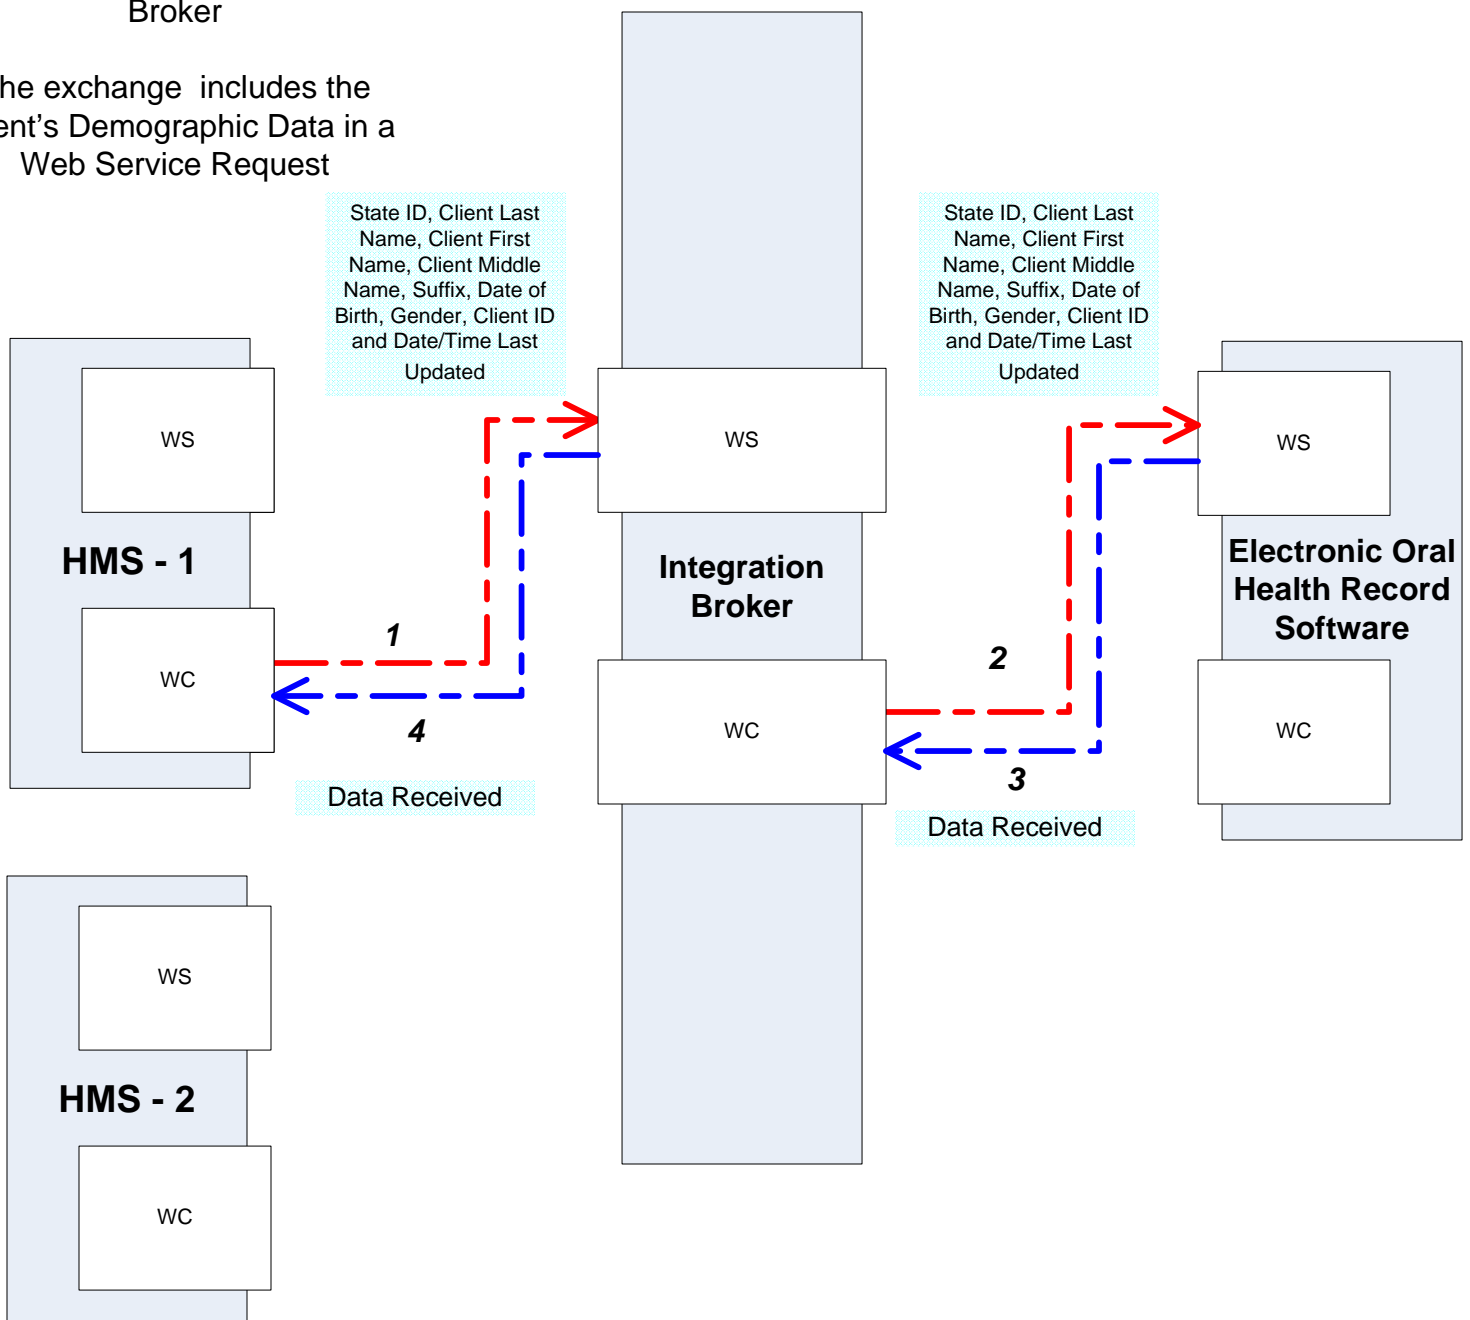 Broker
he exchange includes the
ent's Demographic Data in a
Web Service Request
State ID, Client Last
Name, Client First
Name, Client Middle
Name, Suffix, Date of
Birth, Gender, Client ID
and Date/Time Last
Updated
State ID, Client Last
Name, Client First
Name, Client Middle
Name, Suffix, Date of
Birth, Gender, Client ID
and Date/Time Last
Updated
WS
HMS - 1
WC
1
4
Data Received
WS
Integration
Broker
WC
2
3
Data Received
WS
Electronic Oral
Health Record
Software
WC
WS
HMS - 2
WC